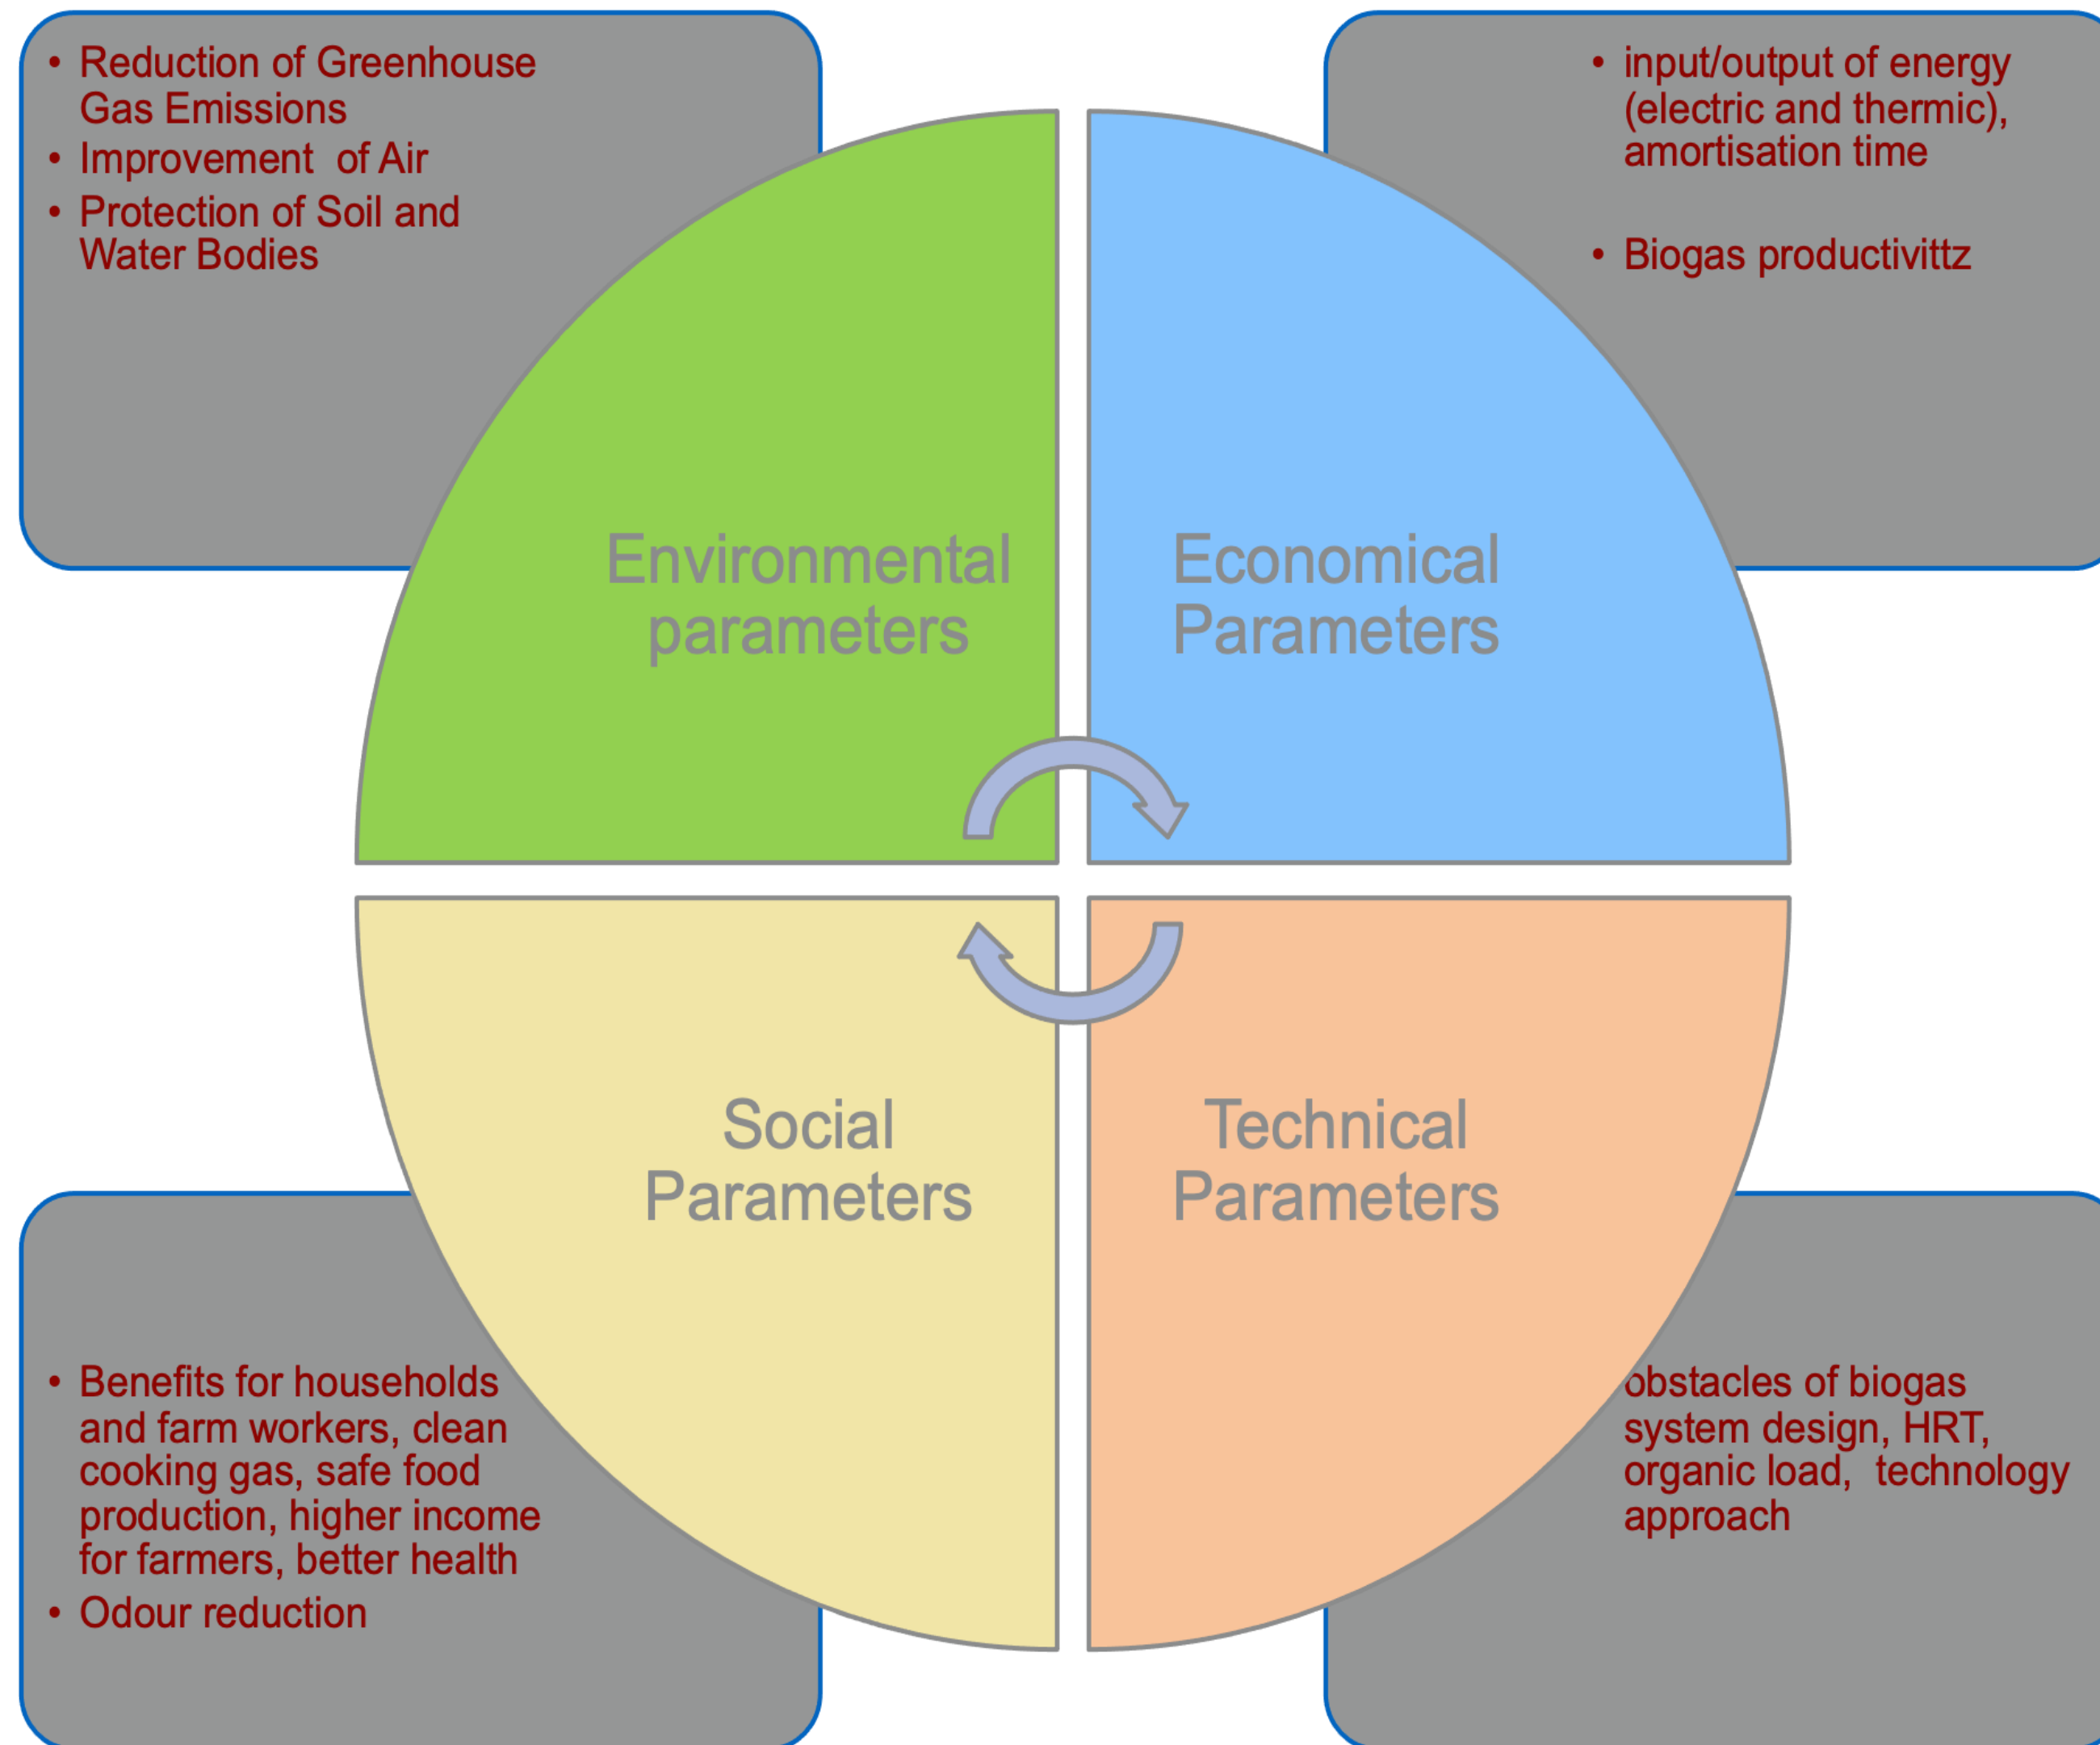 • Reduction of Greenhouse
Gas Emissions
• Improvement  of Air
• Protection of Soil and
Water Bodies
• input/output of energy
(electric and thermic),
amortisation time
• Biogas productivittz
Environmental
parameters
Economical
Parameters
Social
Parameters
Technical
Parameters
• Benefits for households
and farm workers, clean
cooking gas, safe food
production, higher income
for farmers, better health
• Odour reduction
obstacles of biogas
system design, HRT,
organic load,  technology
approach